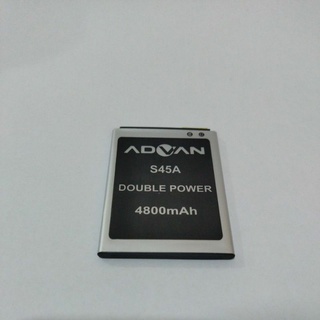 ADVAN
S45A
DOUBLE POWER
4800mAh